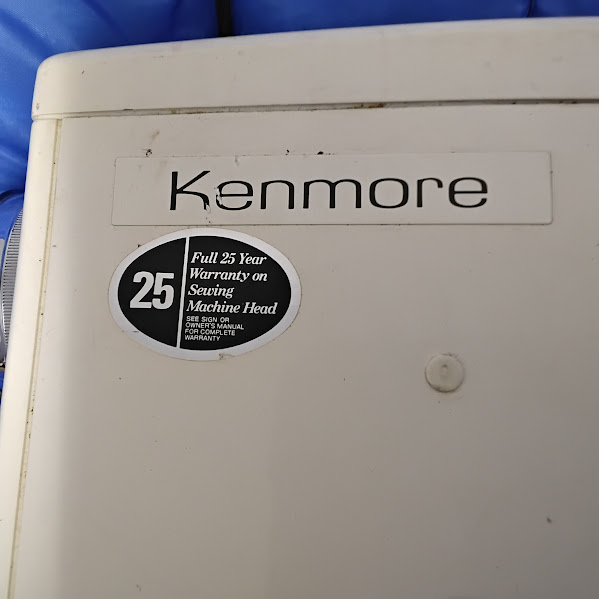 Kenmore
25
Full 25 Year
Warranty on
Sewing
Machine Head
SEE SIGN OR
OWNER'S MANUAL
FOR COMPLETE
WARRANTY